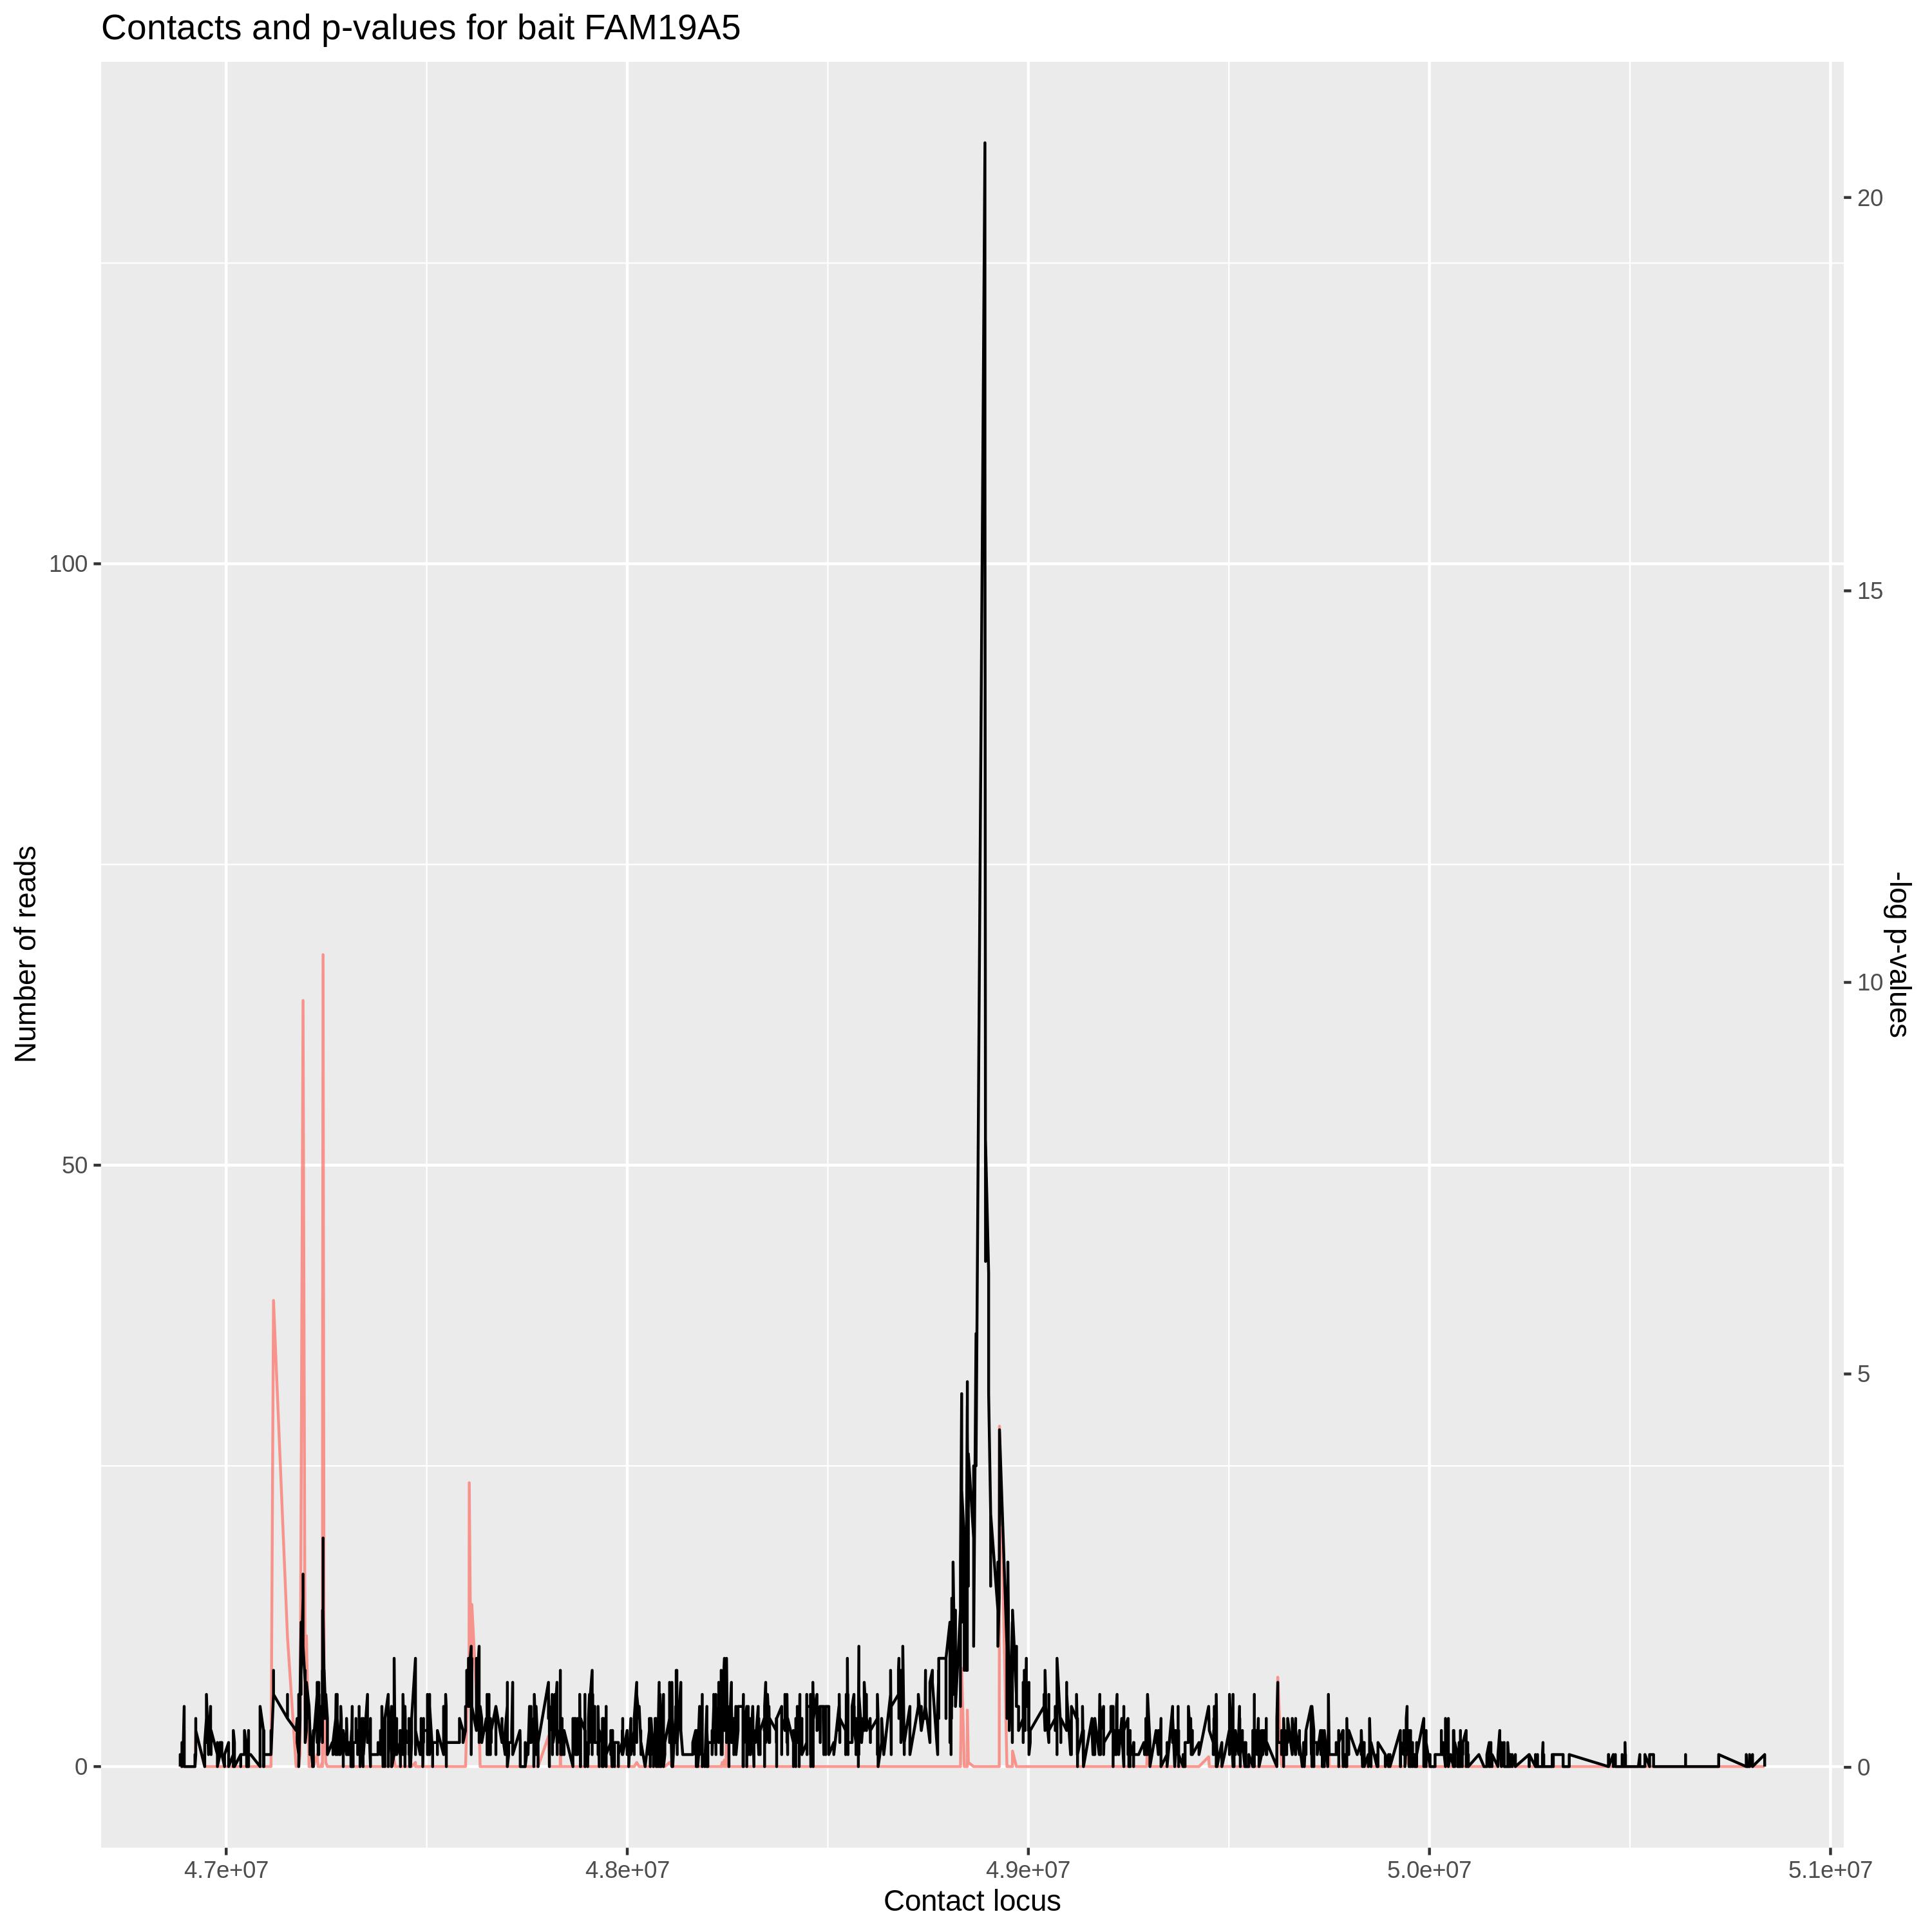 Contacts and p-values for bait FAM19A5
Number of reads
100
50
0
20
15
10
5
0
-log p-values
4.7e+07
4.8e+07
4.9e+07
5.0e+07
5.1e+07
Contact locus